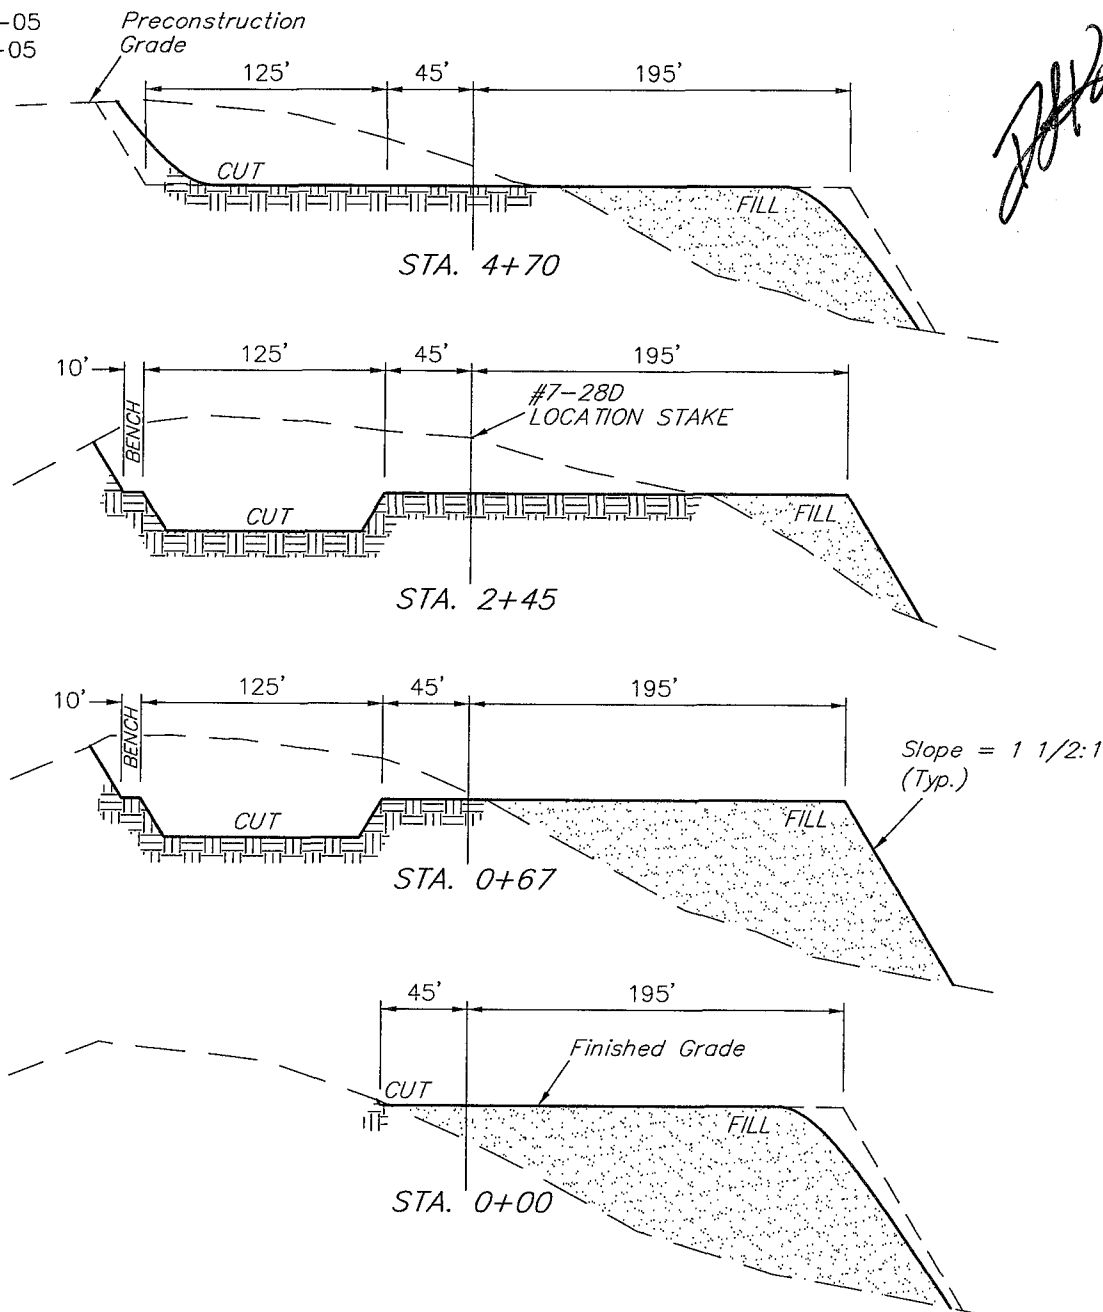 -05
-05
Preconstruction
Grade
125' 45' 195'
CUT
FILL
STA. 4+70
10' 125' 45' 195'
BENCH
#7-28D
LOCATION STAKE
CUT
FILL
STA. 2+45
10' 125' 45' 195'
BENCH
Slope = 1 1/2:1
(Typ.)
CUT
FILL
STA. 0+67
45' 195'
Finished Grade
CUT
FILL
STA. 0+00